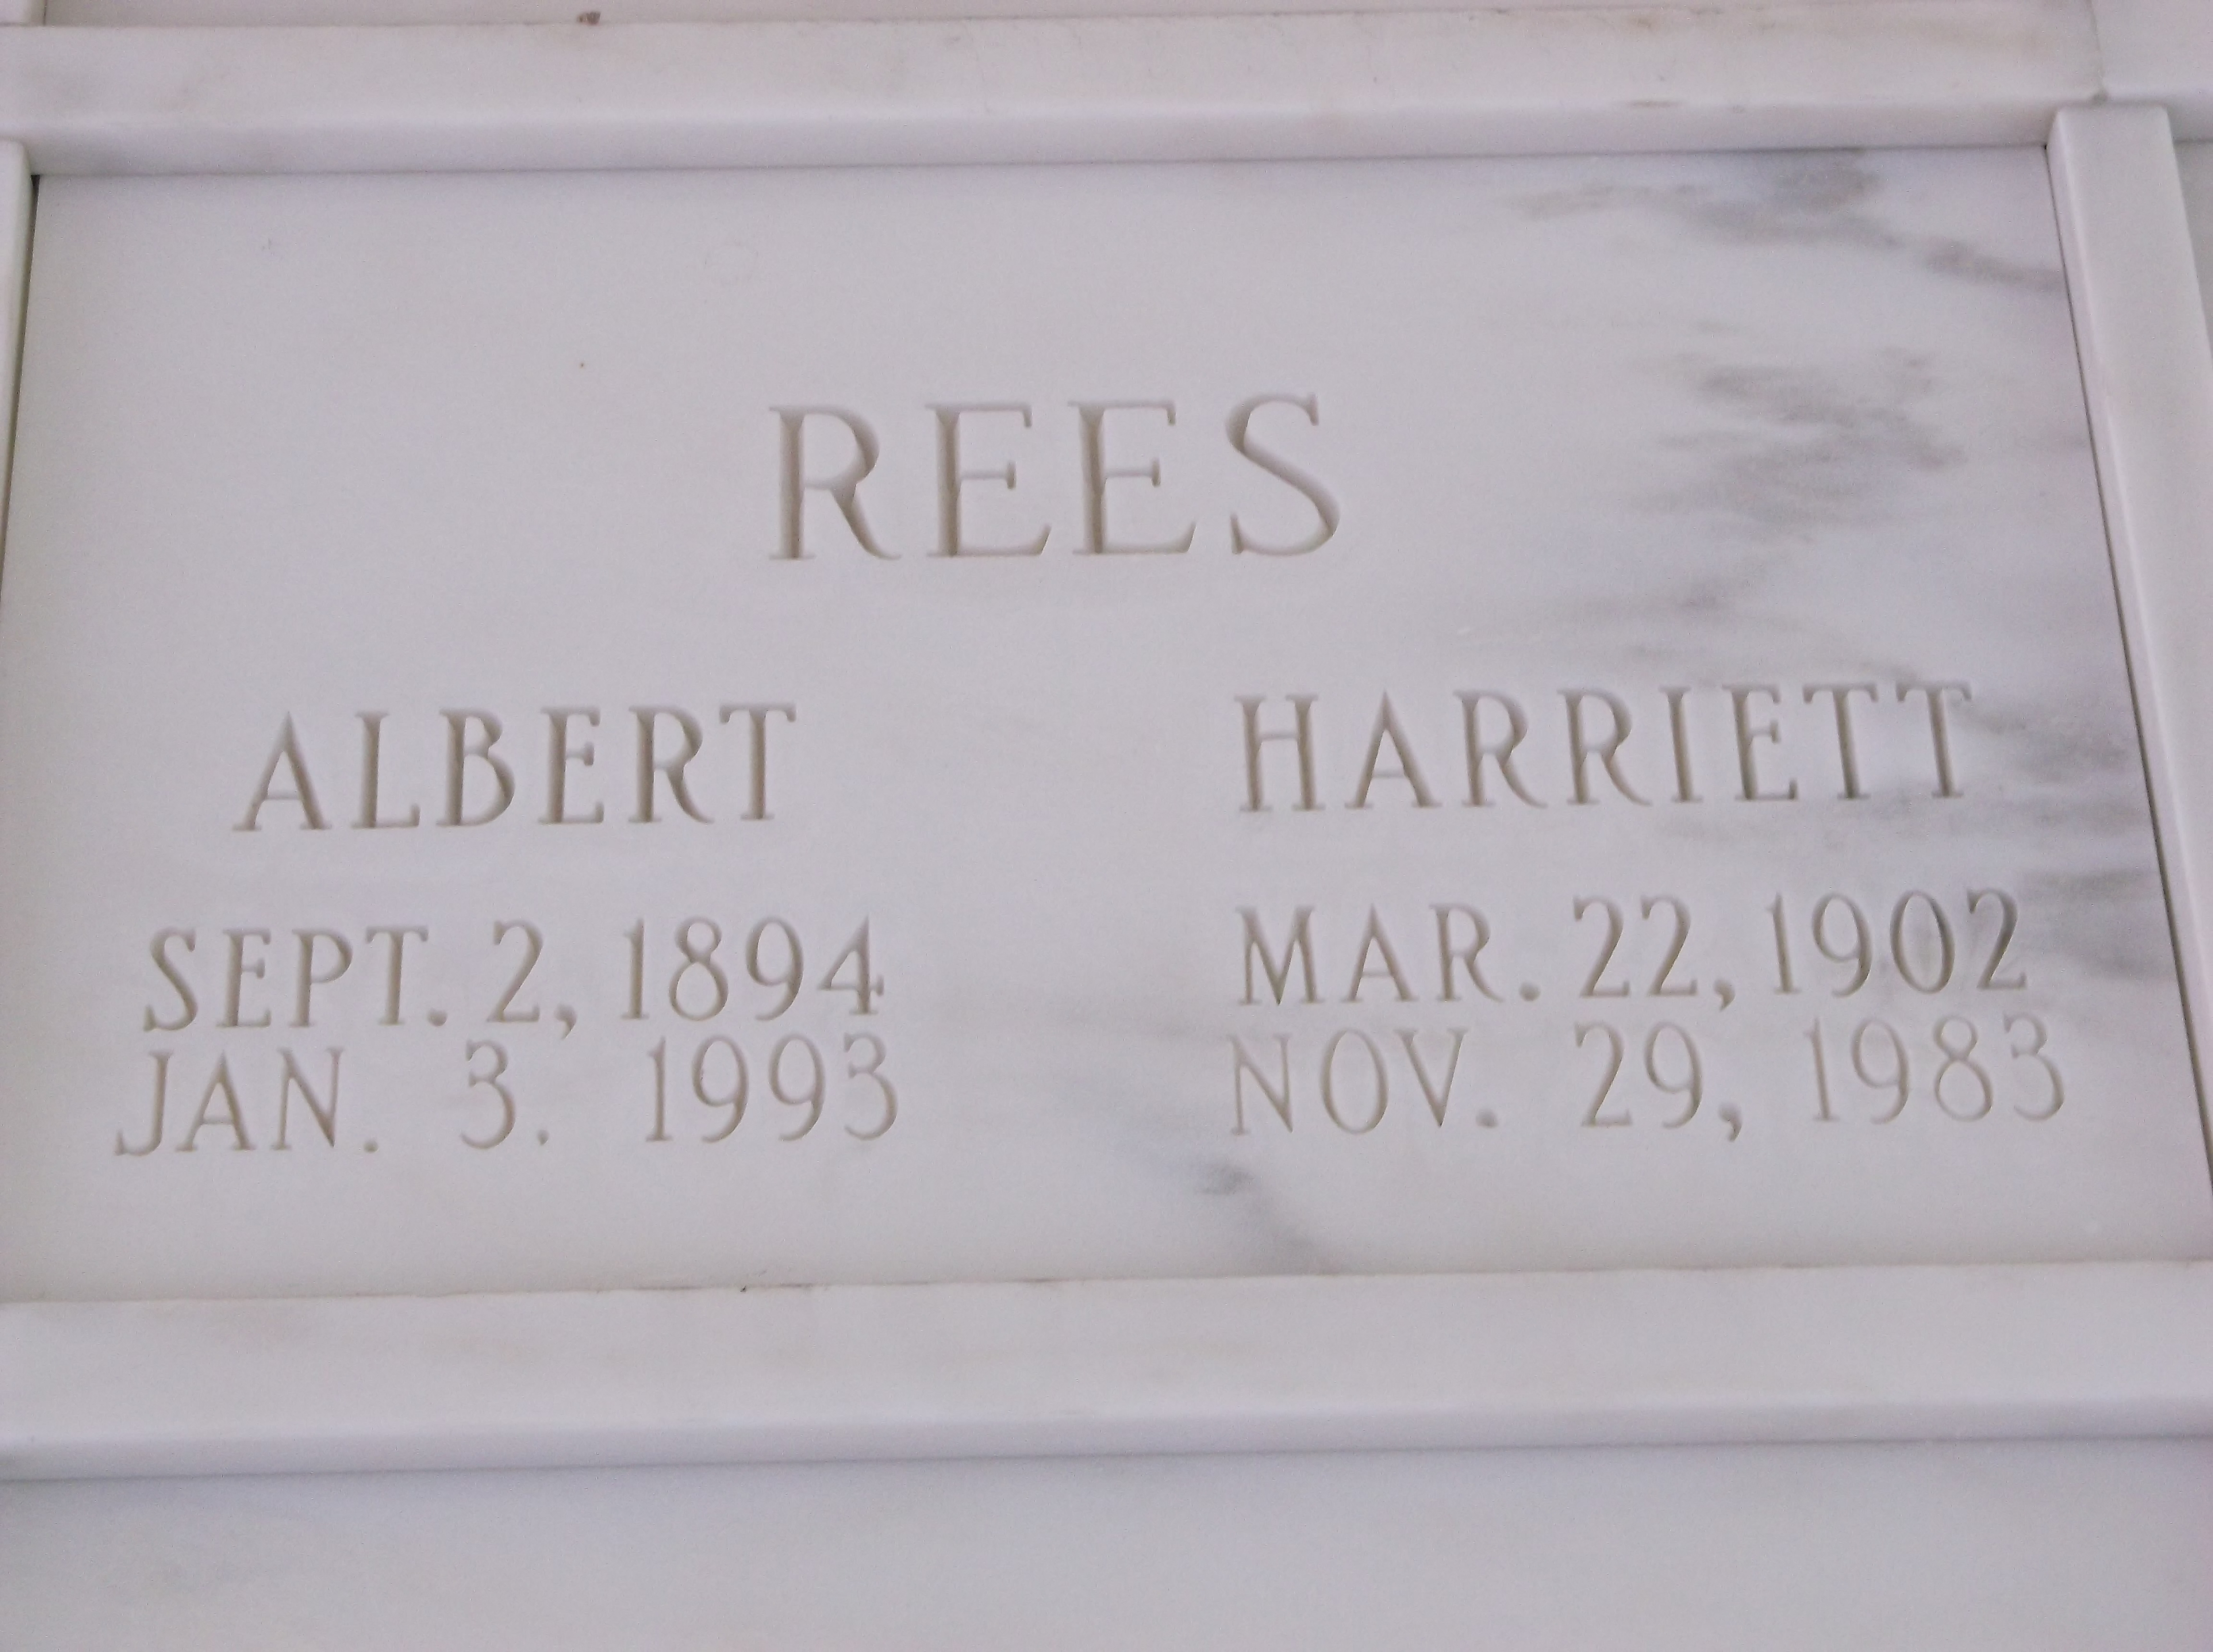 REES
ALBERT
SEPT. 2, 1894
JAN. 3. 1993
HARRIETT
MAR. 22, 1902
NOV. 29, 1983